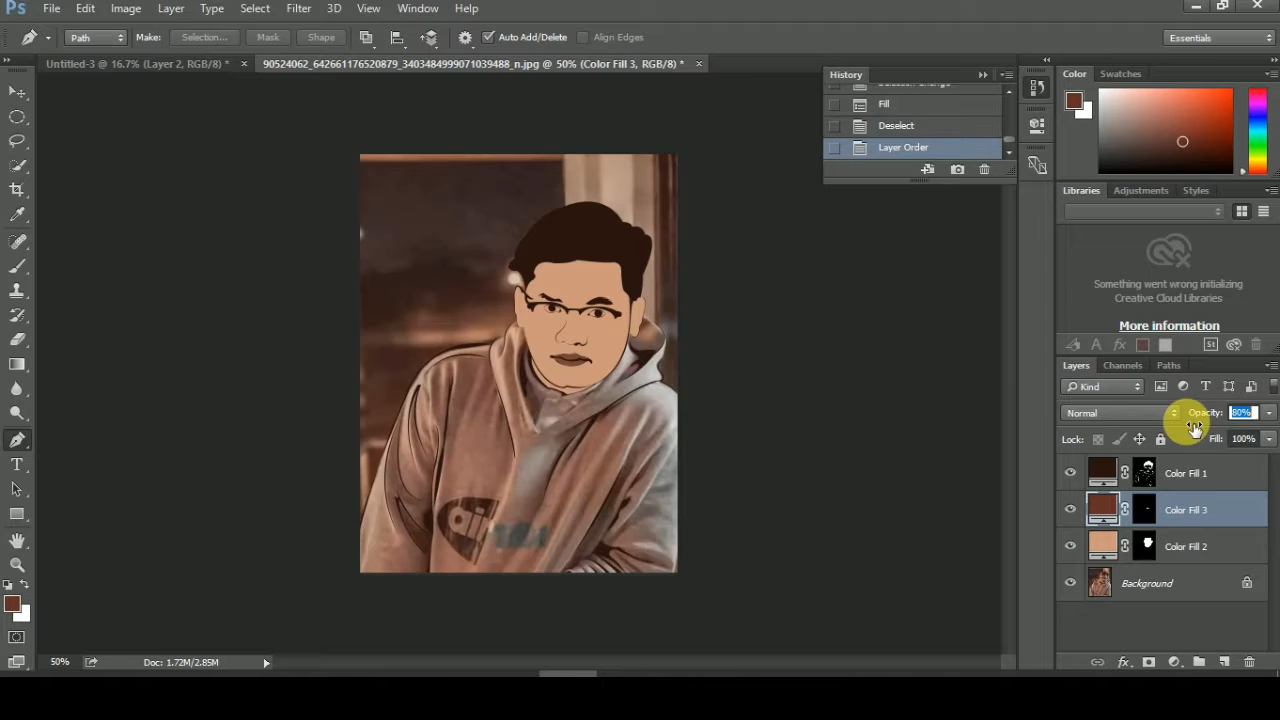 Ps File Edit Image Layer Type Select Filter 3D View Window Help
Path Make: Selection... Mask Shape Auto Add/Delete Align Edges Essentials
Untitled-3 @ 16.7% (Layer 2, RGB/8) * × 90524062_642661176520879_3403484999071039488_n.jpg @ 50% (Color Fill 3, RGB/8) * ×
History
Fill
Deselect
Layer Order
Color Swatches
Libraries Adjustments Styles
Something went wrong initializing
Creative Cloud Libraries
More information
Layers Channels Paths
Kind
Normal Opacity: 80%
Lock: Fill: 100%
Color Fill 1
Color Fill 3
Color Fill 2
Background
50% Doc: 1.72M/2.85M